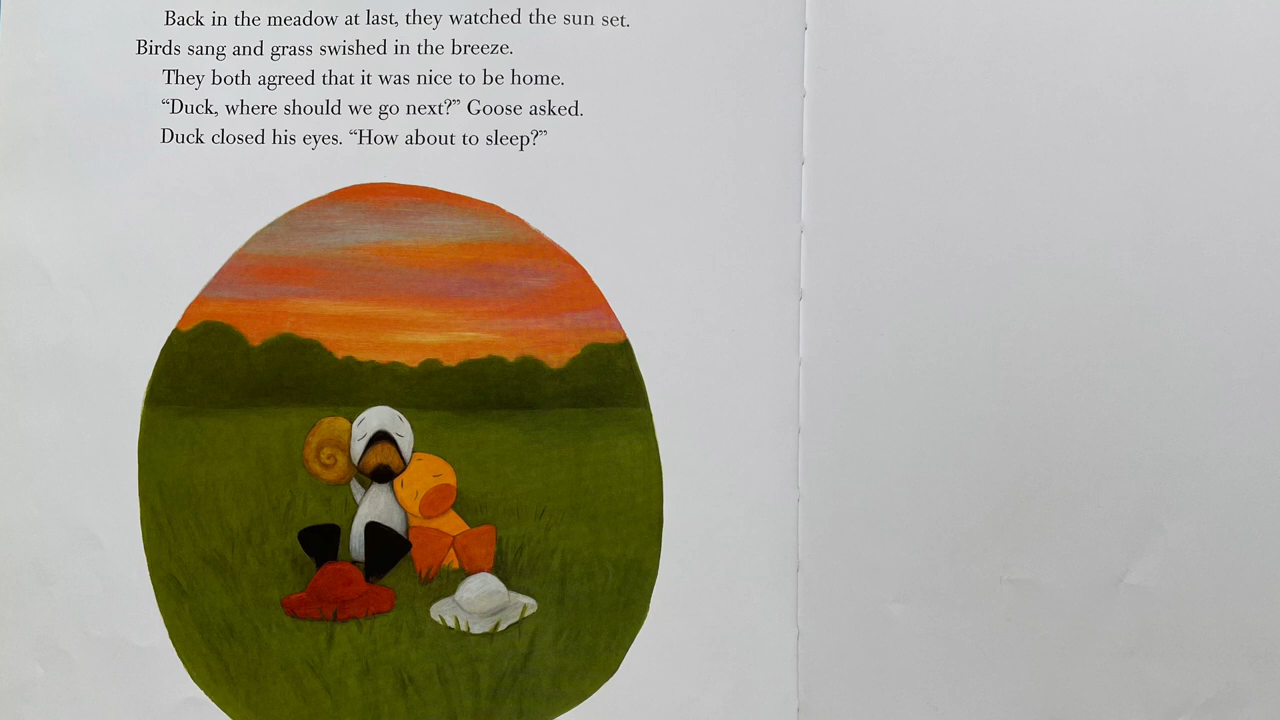 Back in the meadow at last, they watched the sun set.
Birds sang and grass swished in the breeze.
They both agreed that it was nice to be home.
“Duck, where should we go next?” Goose asked.
Duck closed his eyes. “How about to sleep?”